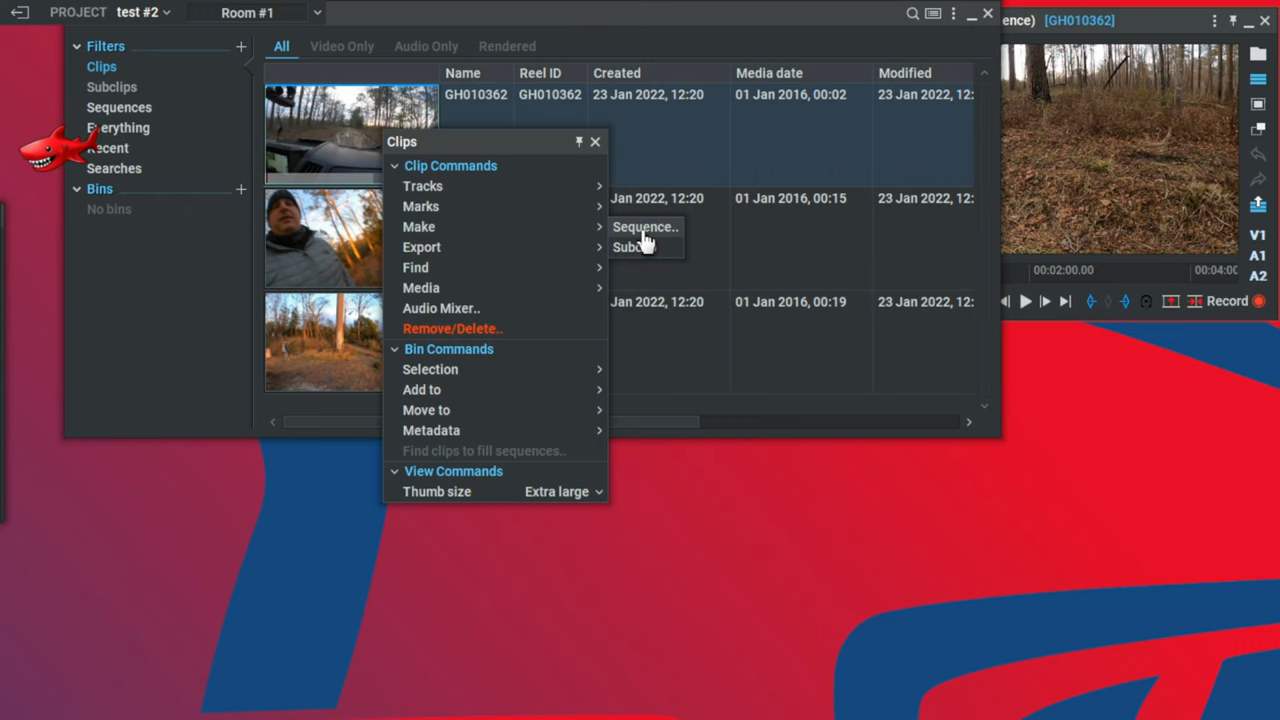 PROJECT test #2 Room #1
ence) [GH010362]
Filters
Clips
Subclips
Sequences
Everything
Recent
Searches
Bins
No bins
All Video Only Audio Only Rendered
Name Reel ID Created Media date Modified
GH010362 GH010362 23 Jan 2022, 12:20 01 Jan 2016, 00:02 23 Jan 2022, 12:
Jan 2022, 12:20 01 Jan 2016, 00:15 23 Jan 2022, 12:
Jan 2022, 12:20 01 Jan 2016, 00:19 23 Jan 2022, 12:
Clips
Clip Commands
Tracks
Marks
Make
Export
Find
Media
Audio Mixer..
Remove/Delete..
Bin Commands
Selection
Add to
Move to
Metadata
Find clips to fill sequences..
View Commands
Thumb size Extra large
Sequence..
V1
A1
A2
00:02:00.00 00:04:00
Record